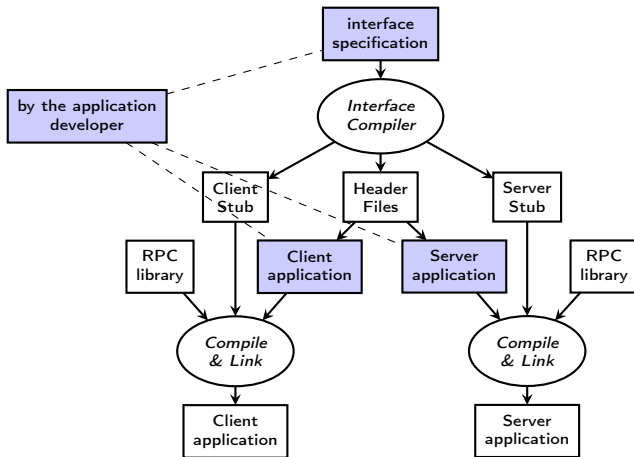 interface
specification
by the application
developer
Interface
Compiler
Client
Stub
Header
Files
Server
Stub
RPC
library
Client
application
Server
application
RPC
library
Compile
& Link
Compile
& Link
Client
application
Server
application